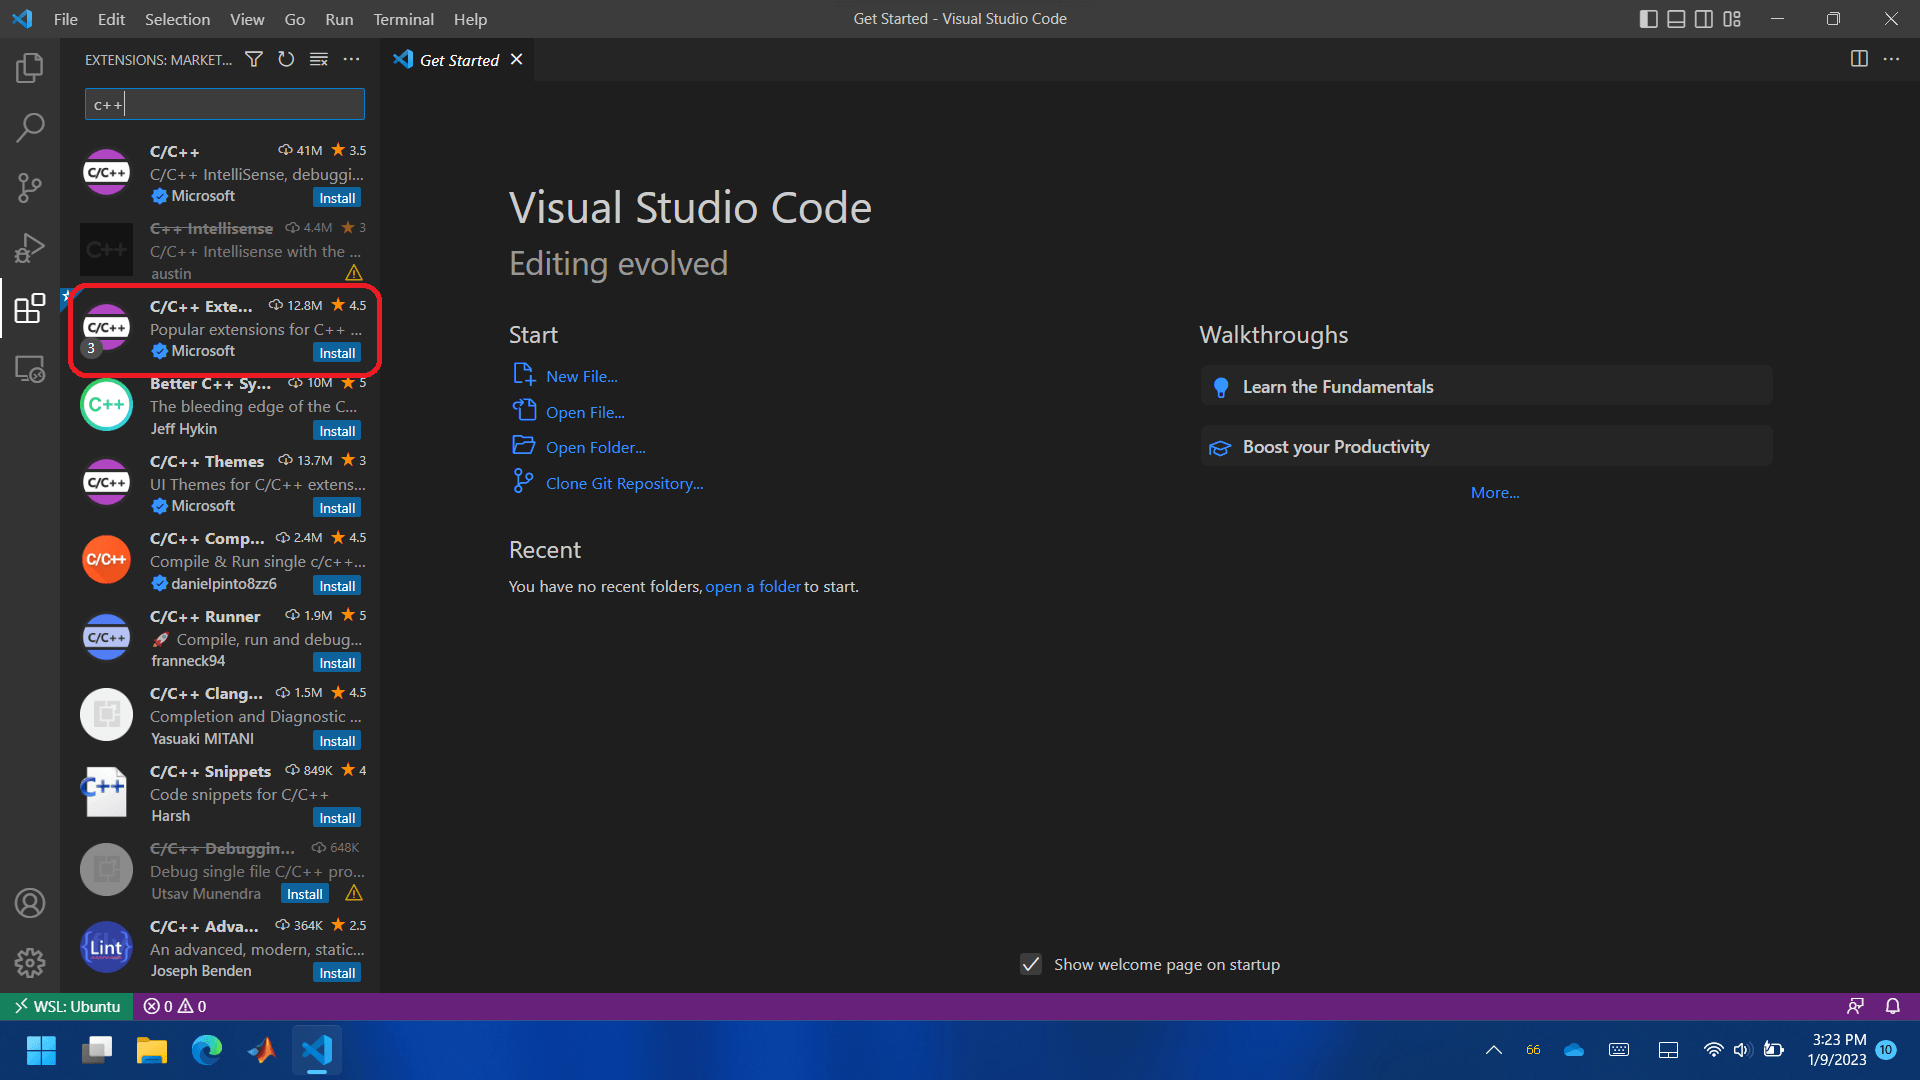 File Edit Selection View Go Run Terminal Help
Get Started - Visual Studio Code
EXTENSIONS: MARKET...
Get Started
c++
C/C++ 41M 3.5
C/C++ IntelliSense, debuggi...
Microsoft Install
C/C++
C++ Intellisense 4.4M 3
C/C++ Intellisense with the ...
austin
C++
C/C++ Exte... 12.8M 4.5
Popular extensions for C++ ...
Microsoft Install
C/C++
3
Better C++ Sy... 10M 5
The bleeding edge of the C...
Jeff Hykin Install
C++
C/C++ Themes 13.7M 3
UI Themes for C/C++ extens...
Microsoft Install
C/C++
C/C++ Comp... 2.4M 4.5
Compile & Run single c/c++...
danielpinto8zz6 Install
C/C++
C/C++ Runner 1.9M 5
🚀 Compile, run and debug...
franneck94 Install
C/C++
C/C++ Clang... 1.5M 4.5
Completion and Diagnostic ...
Yasuaki MITANI Install
C/C++ Snippets 849K 4
Code snippets for C/C++
Harsh Install
C++
C/C++ Debuggin... 648K
Debug single file C/C++ pro...
Utsav Munendra Install
C/C++ Adva... 364K 2.5
An advanced, modern, static...
Joseph Benden Install
{Lint}
Visual Studio Code
Editing evolved
Start
New File...
Open File...
Open Folder...
Clone Git Repository...
Recent
You have no recent folders, open a folder to start.
Walkthroughs
Learn the Fundamentals
Boost your Productivity
More...
Show welcome page on startup
WSL: Ubuntu 0 0
66
3:23 PM
1/9/2023
10